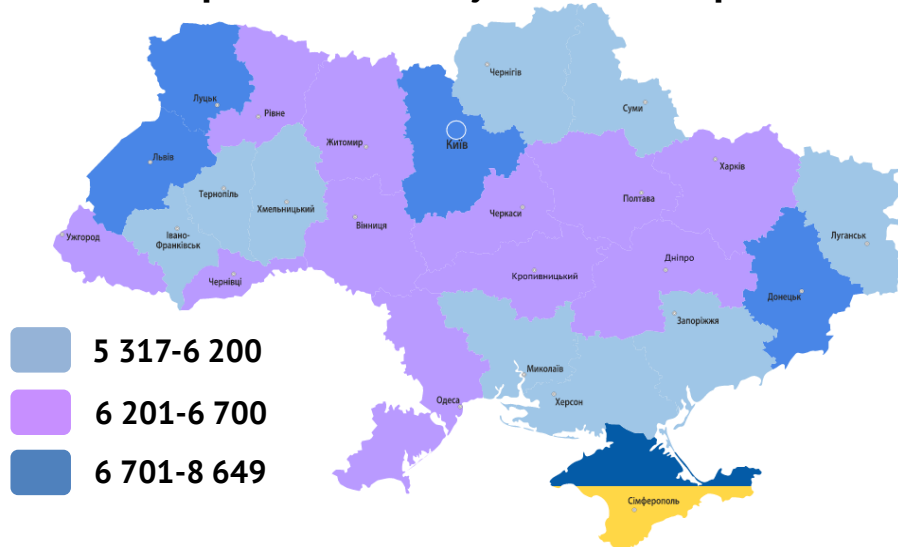 Чернігів
Суми
Луцьк
Рівне
Київ
Житомир
Харків
Львів
Тернопіль
Хмельницький
Полтава
Черкаси
Вінниця
Ужгород
Івано-
Франківськ
Луганськ
Дніпро
Чернівці
Кропивницький
Донецьк
Запоріжжя
5 317-6 200
Миколаїв
Одеса
Херсон
6 201-6 700
6 701-8 649
Сімферополь